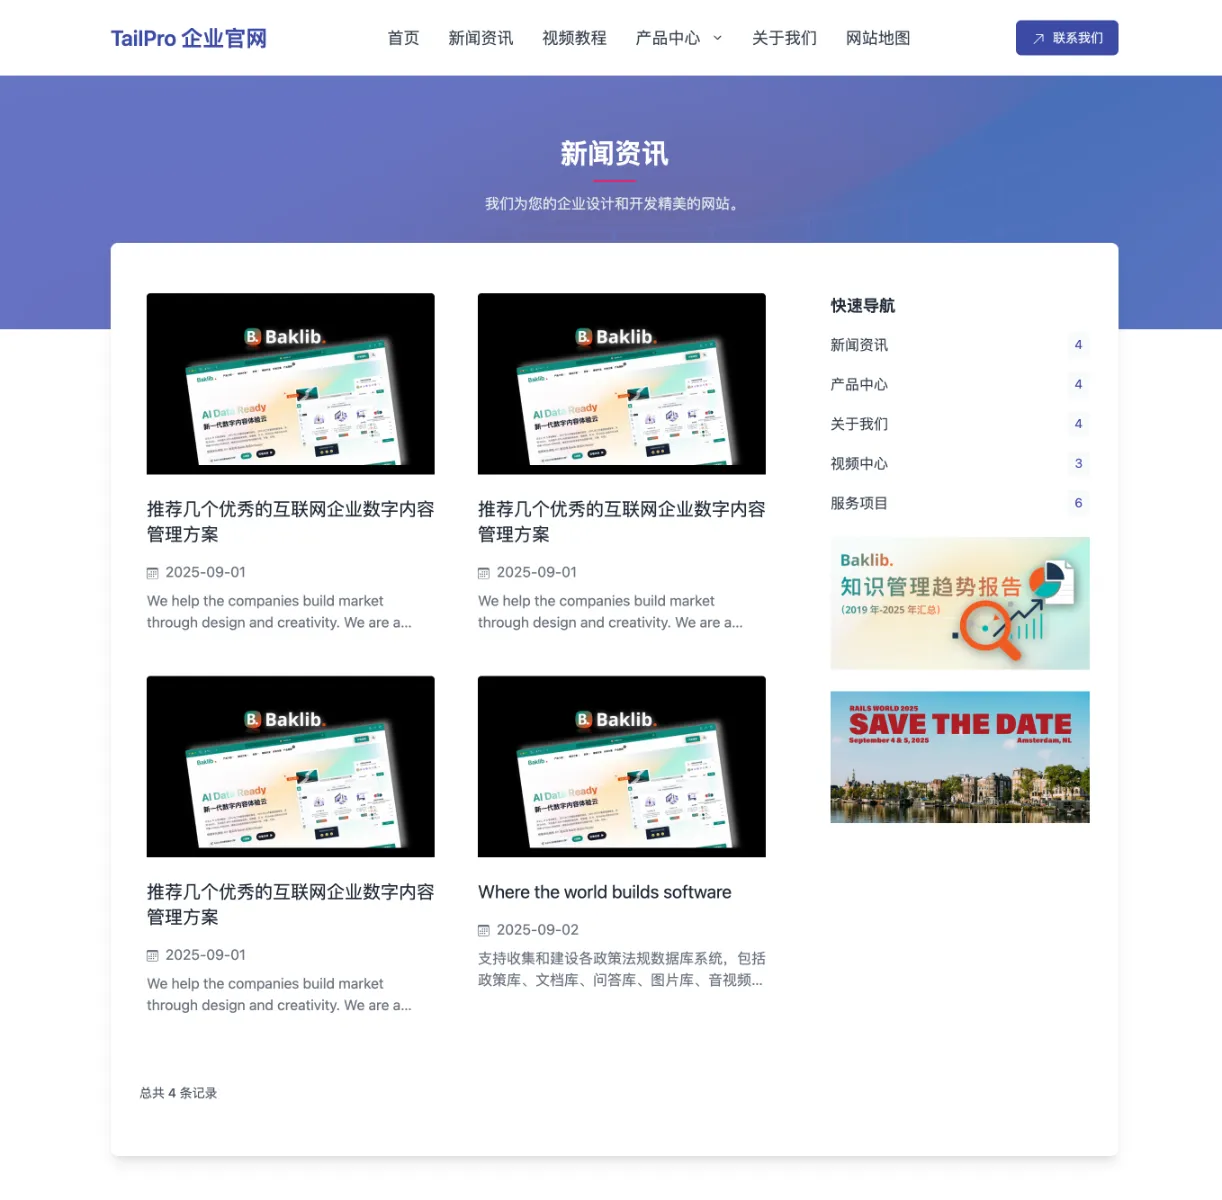 TailPro 企业官网
首页
新闻资讯
视频教程
产品中心
关于我们
网站地图
联系我们
新闻资讯
我们为您的企业设计和开发精美的网站。
Baklib.
AI Data Ready
新一代数字内容体验云
推荐几个优秀的互联网企业数字内容
管理方案
2025-09-01
We help the companies build market
through design and creativity. We are a...
Baklib.
AI Data Ready
新一代数字内容体验云
推荐几个优秀的互联网企业数字内容
管理方案
2025-09-01
We help the companies build market
through design and creativity. We are a...
Baklib.
AI Data Ready
新一代数字内容体验云
推荐几个优秀的互联网企业数字内容
管理方案
2025-09-01
We help the companies build market
through design and creativity. We are a...
Baklib.
AI Data Ready
新一代数字内容体验云
Where the world builds software
2025-09-02
支持收集和建设各政策法规数据库系统，包括
政策库、文档库、问答库、图片库、音视频...
总共 4 条记录
快速导航
新闻资讯 4
产品中心 4
关于我们 4
视频中心 3
服务项目 6
Baklib.
知识管理趋势报告
(2019 年-2025 年汇总)
RAILS WORLD 2025
SAVE THE DATE
September 4 & 5, 2025 Amsterdam, NL